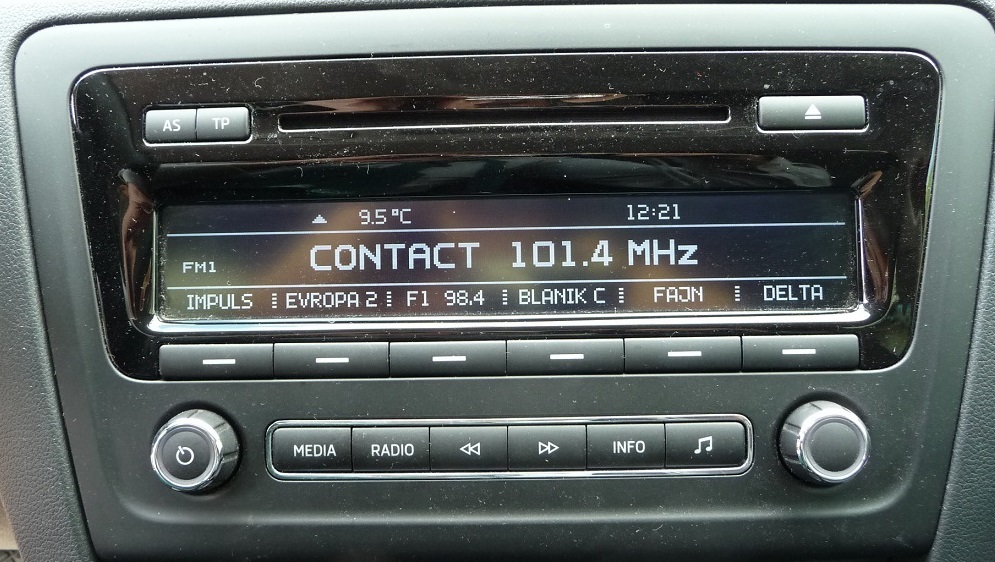 AS TP
9.5 °C 12:21
FM1 CONTACT 101.4 MHz
IMPULS EVROPA 2 F1 98.4 BLANIK C FAJN DELTA
MEDIA RADIO INFO